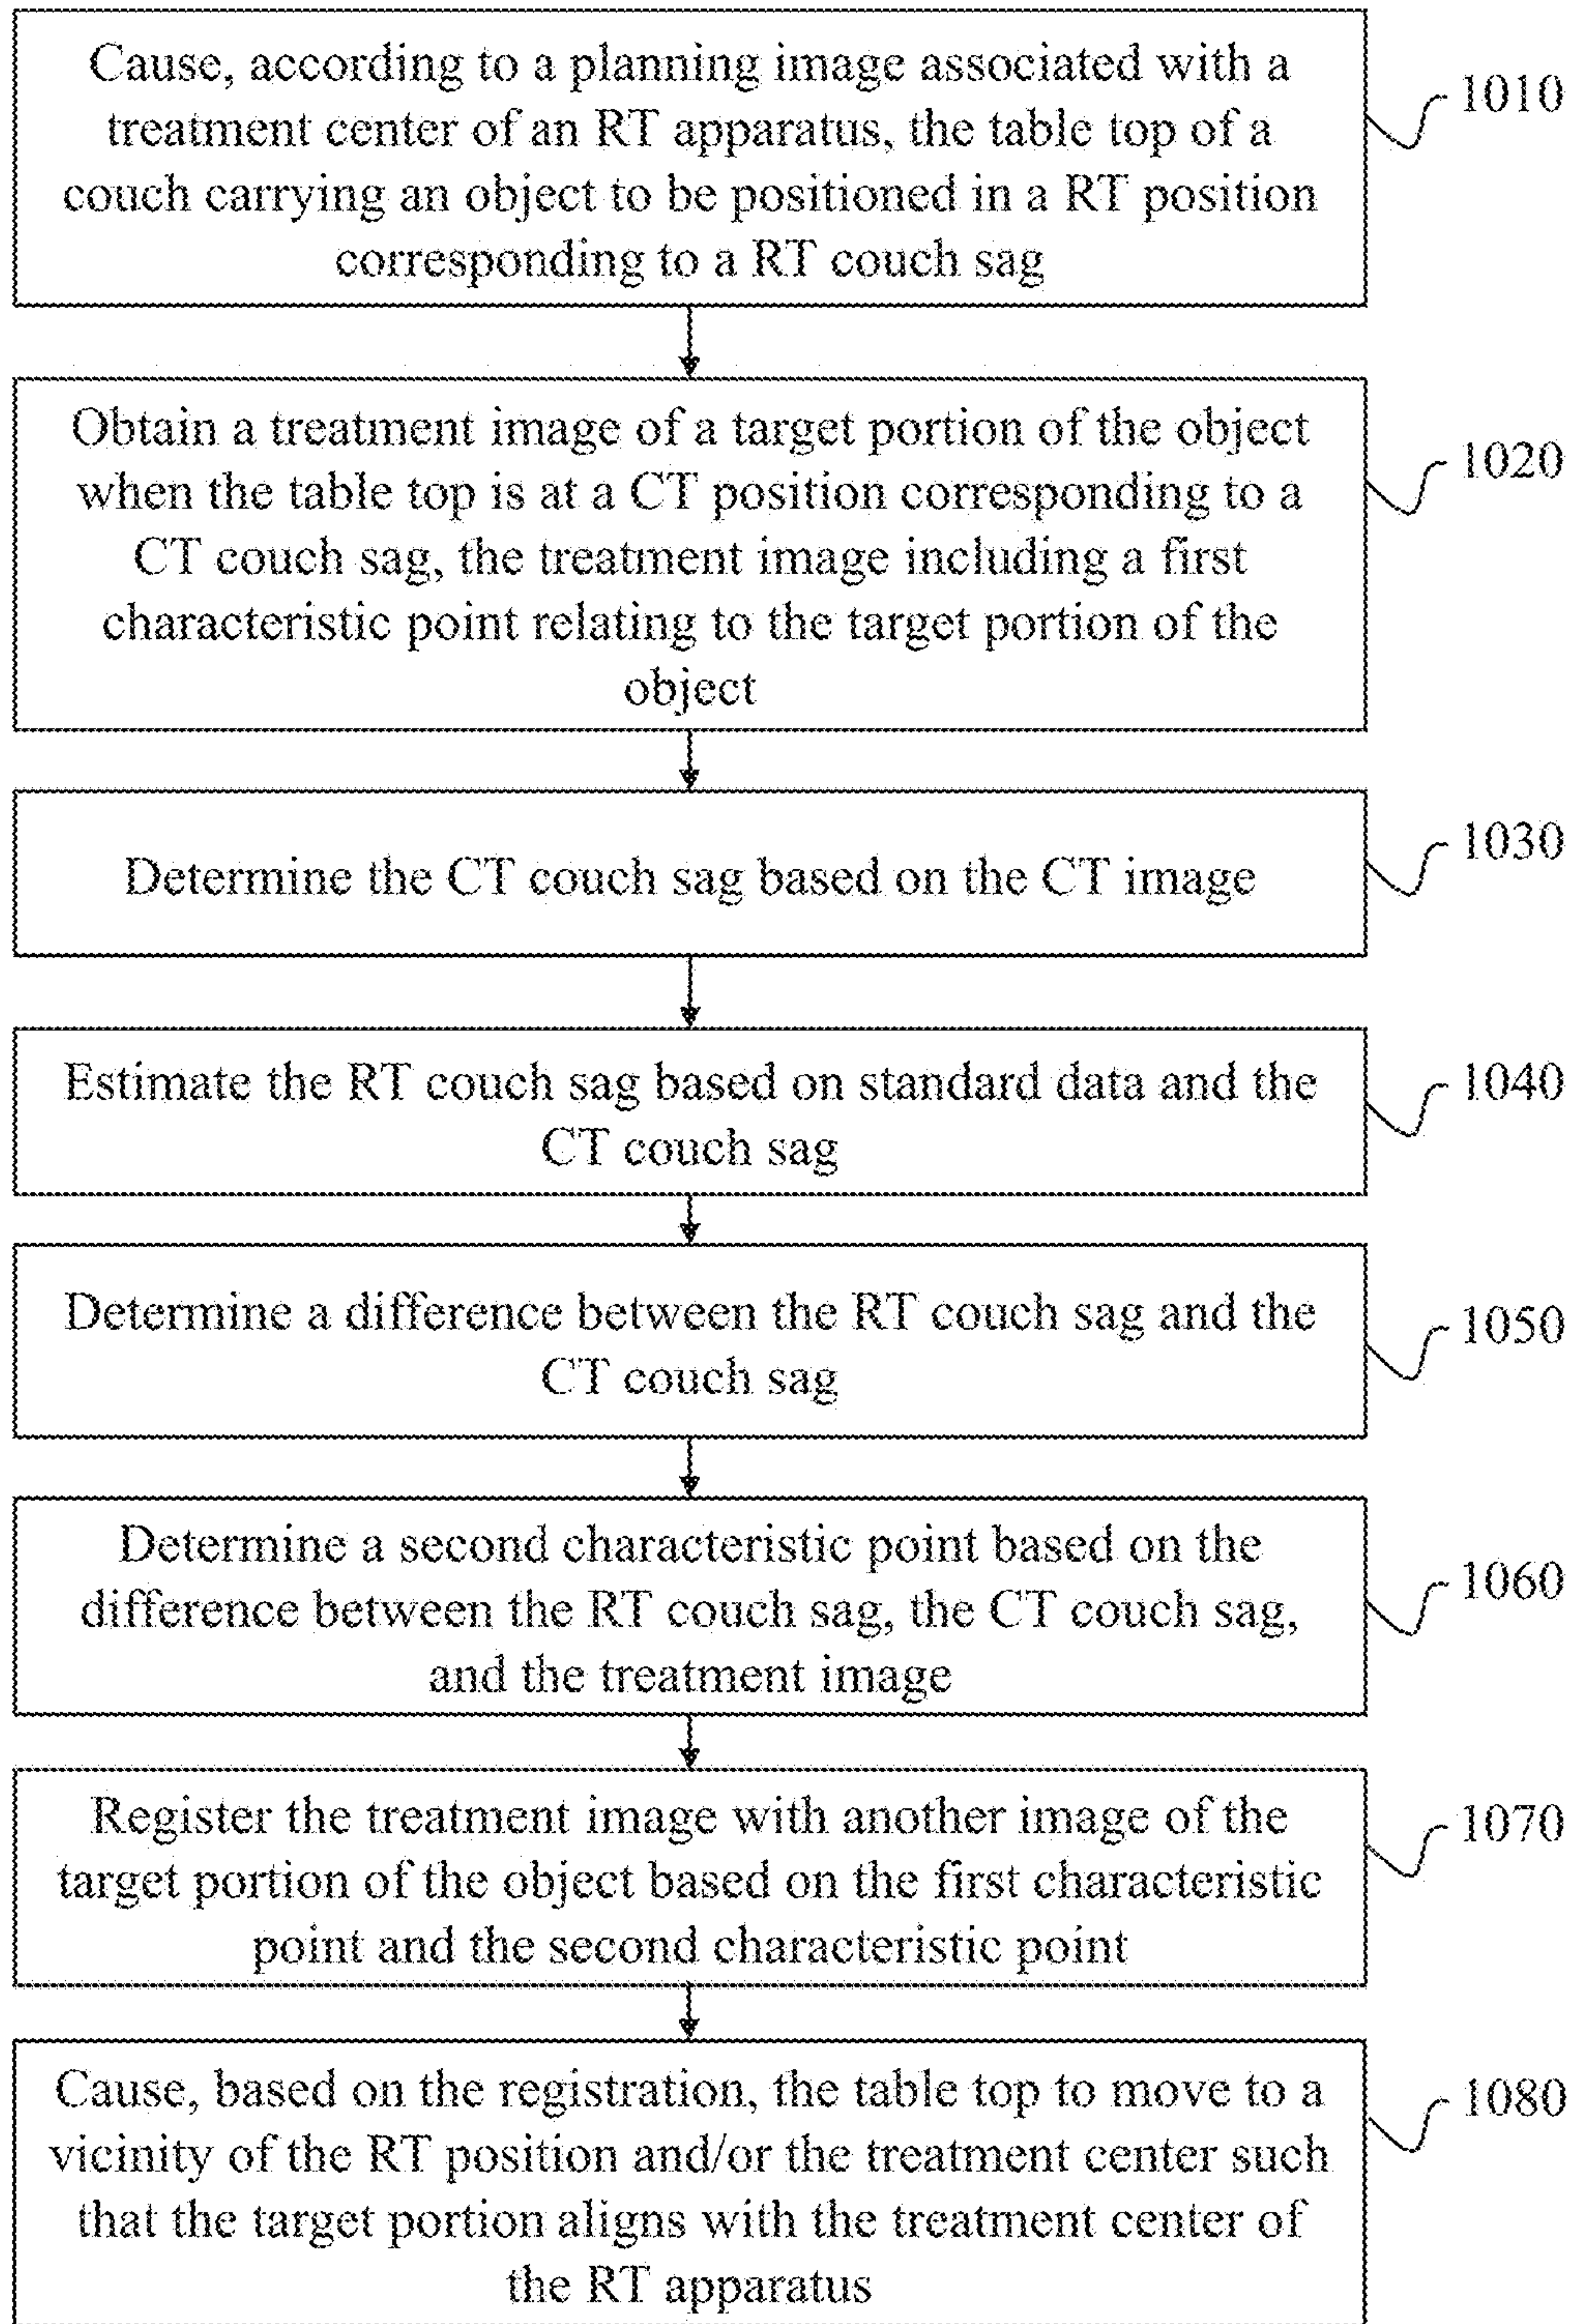 Cause, according to a planning image associated with a
treatment center of an RT apparatus, the table top of a
couch carrying an object to be positioned in a RT position
corresponding to a RT couch sag
1010
Obtain a treatment image of a target portion of the object
when the table top is at a CT position corresponding to a
CT couch sag, the treatment image including a first
characteristic point relating to the target portion of the
object
1020
Determine the CT couch sag based on the CT image
1030
Estimate the RT couch sag based on standard data and the
CT couch sag
1040
Determine a difference between the RT couch sag and the
CT couch sag
1050
Determine a second characteristic point based on the
difference between the RT couch sag, the CT couch sag,
and the treatment image
1060
Register the treatment image with another image of the
target portion of the object based on the first characteristic
point and the second characteristic point
1070
Cause, based on the registration, the table top to move to a
vicinity of the RT position and/or the treatment center such
that the target portion aligns with the treatment center of
the RT apparatus
1080